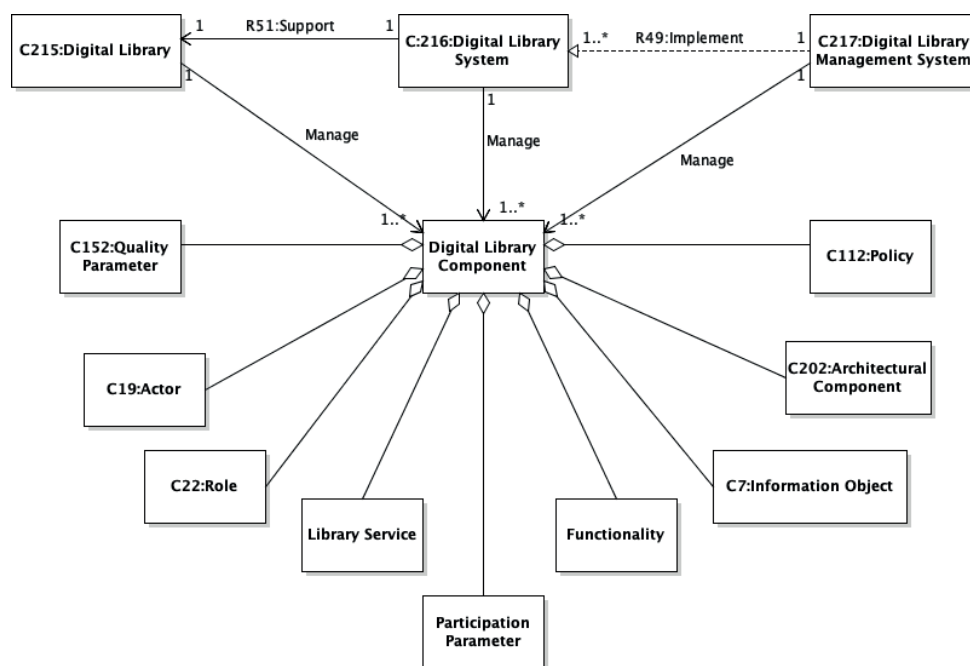 1
R51:Support
1
C215:Digital Library
C:216:Digital Library
System
1..*
R49:Implement
1
C217:Digital Library
Management System
1
1
1
Manage
Manage
Manage
1..*
1..*
1..*
C152:Quality
Parameter
Digital Library
Component
C112:Policy
C19:Actor
C202:Architectural
Component
C22:Role
C7:Information Object
Library Service
Functionality
Participation
Parameter